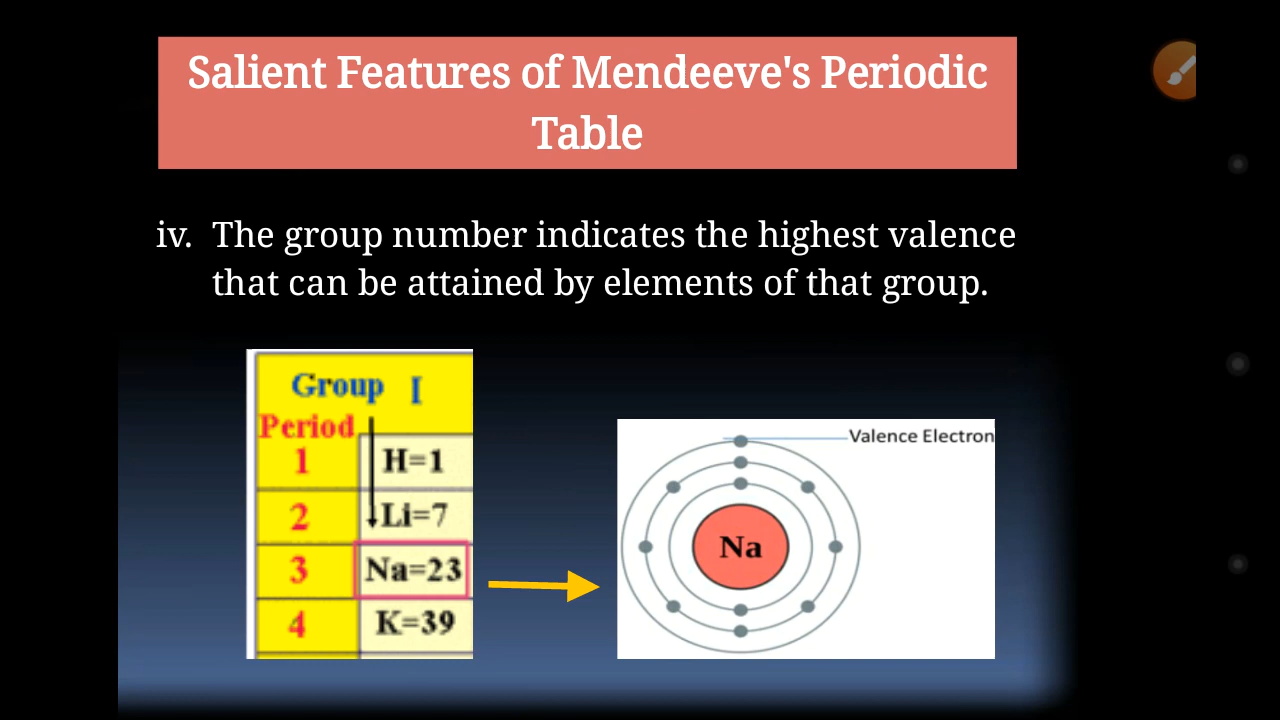 Salient Features of Mendeeve's Periodic
Table
iv. The group number indicates the highest valence
that can be attained by elements of that group.
Group I
Period
1 H=1
2 Li=7
3 Na=23
4 K=39
Valence Electron
Na